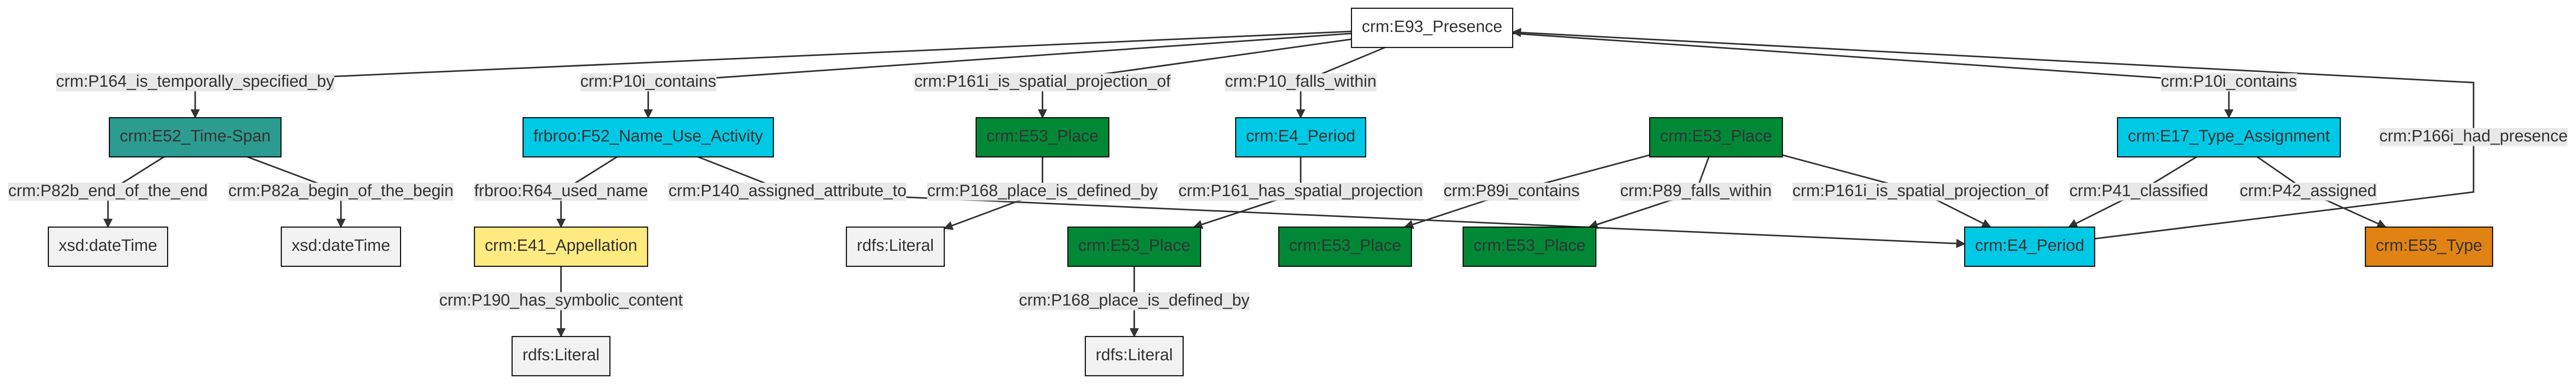 crm:E93_Presence
crm:P164_is_temporally_specified_by
crm:P10i_contains
crm:P161i_is_spatial_projection_of
crm:P10_falls_within
crm:P10i_contains
crm:E52_Time-Span
frbroo:F52_Name_Use_Activity
crm:E53_Place
crm:E4_Period
crm:E53_Place
crm:E17_Type_Assignment
crm:P166i_had_presence
crm:P82b_end_of_the_end
crm:P82a_begin_of_the_begin
frbroo:R64_used_name
crm:P140_assigned_attribute_to
crm:P168_place_is_defined_by
crm:P161_has_spatial_projection
crm:P89i_contains
crm:P89_falls_within
crm:P161i_is_spatial_projection_of
crm:P41_classified
crm:P42_assigned
xsd:dateTime
xsd:dateTime
crm:E41_Appellation
rdfs:Literal
crm:E53_Place
crm:E53_Place
crm:E53_Place
crm:E4_Period
crm:E55_Type
crm:P190_has_symbolic_content
crm:P168_place_is_defined_by
rdfs:Literal
rdfs:Literal